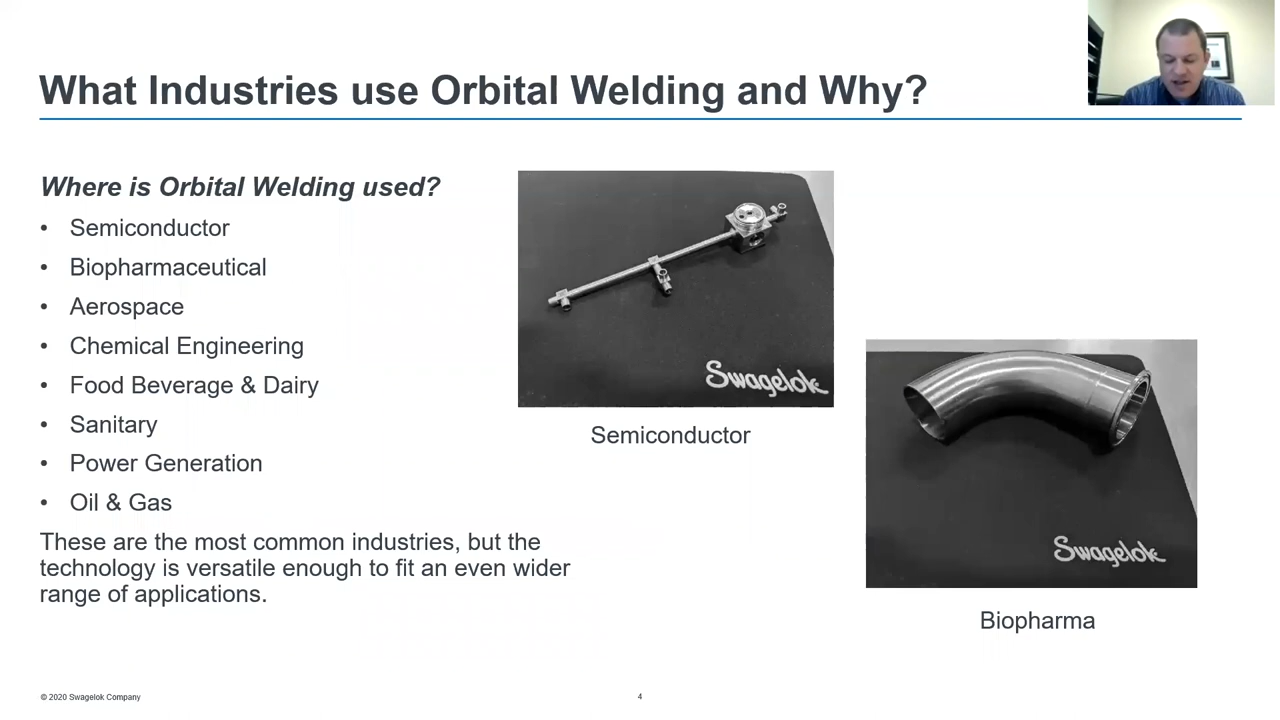 What Industries use Orbital Welding and Why?
Where is Orbital Welding used?
• Semiconductor
• Biopharmaceutical
• Aerospace
• Chemical Engineering
• Food Beverage & Dairy
• Sanitary
• Power Generation
• Oil & Gas
These are the most common industries, but the
technology is versatile enough to fit an even wider
range of applications.
Swagelok
Semiconductor
Swagelok
Biopharma
© 2020 Swagelok Company
4